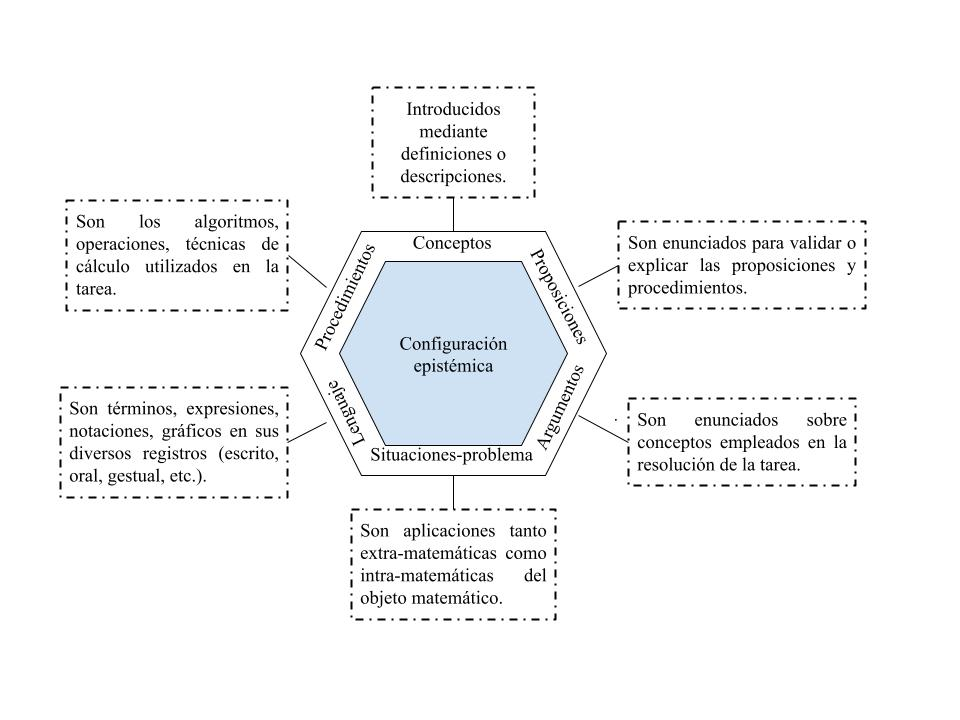 Introducidos
mediante
definiciones o
descripciones.
Son los algoritmos,
operaciones, técnicas de
cálculo utilizados en la
tarea.
Son enunciados para validar o
explicar las proposiciones y
procedimientos.
Conceptos
Procedimientos
Proposiciones
Configuración
epistémica
Lenguaje
Argumentos
Situaciones-problema
Son términos, expresiones,
notaciones, gráficos en sus
diversos registros (escrito,
oral, gestual, etc.).
Son enunciados sobre
conceptos empleados en la
resolución de la tarea.
Son aplicaciones tanto
extra-matemáticas como
intra-matemáticas del
objeto matemático.